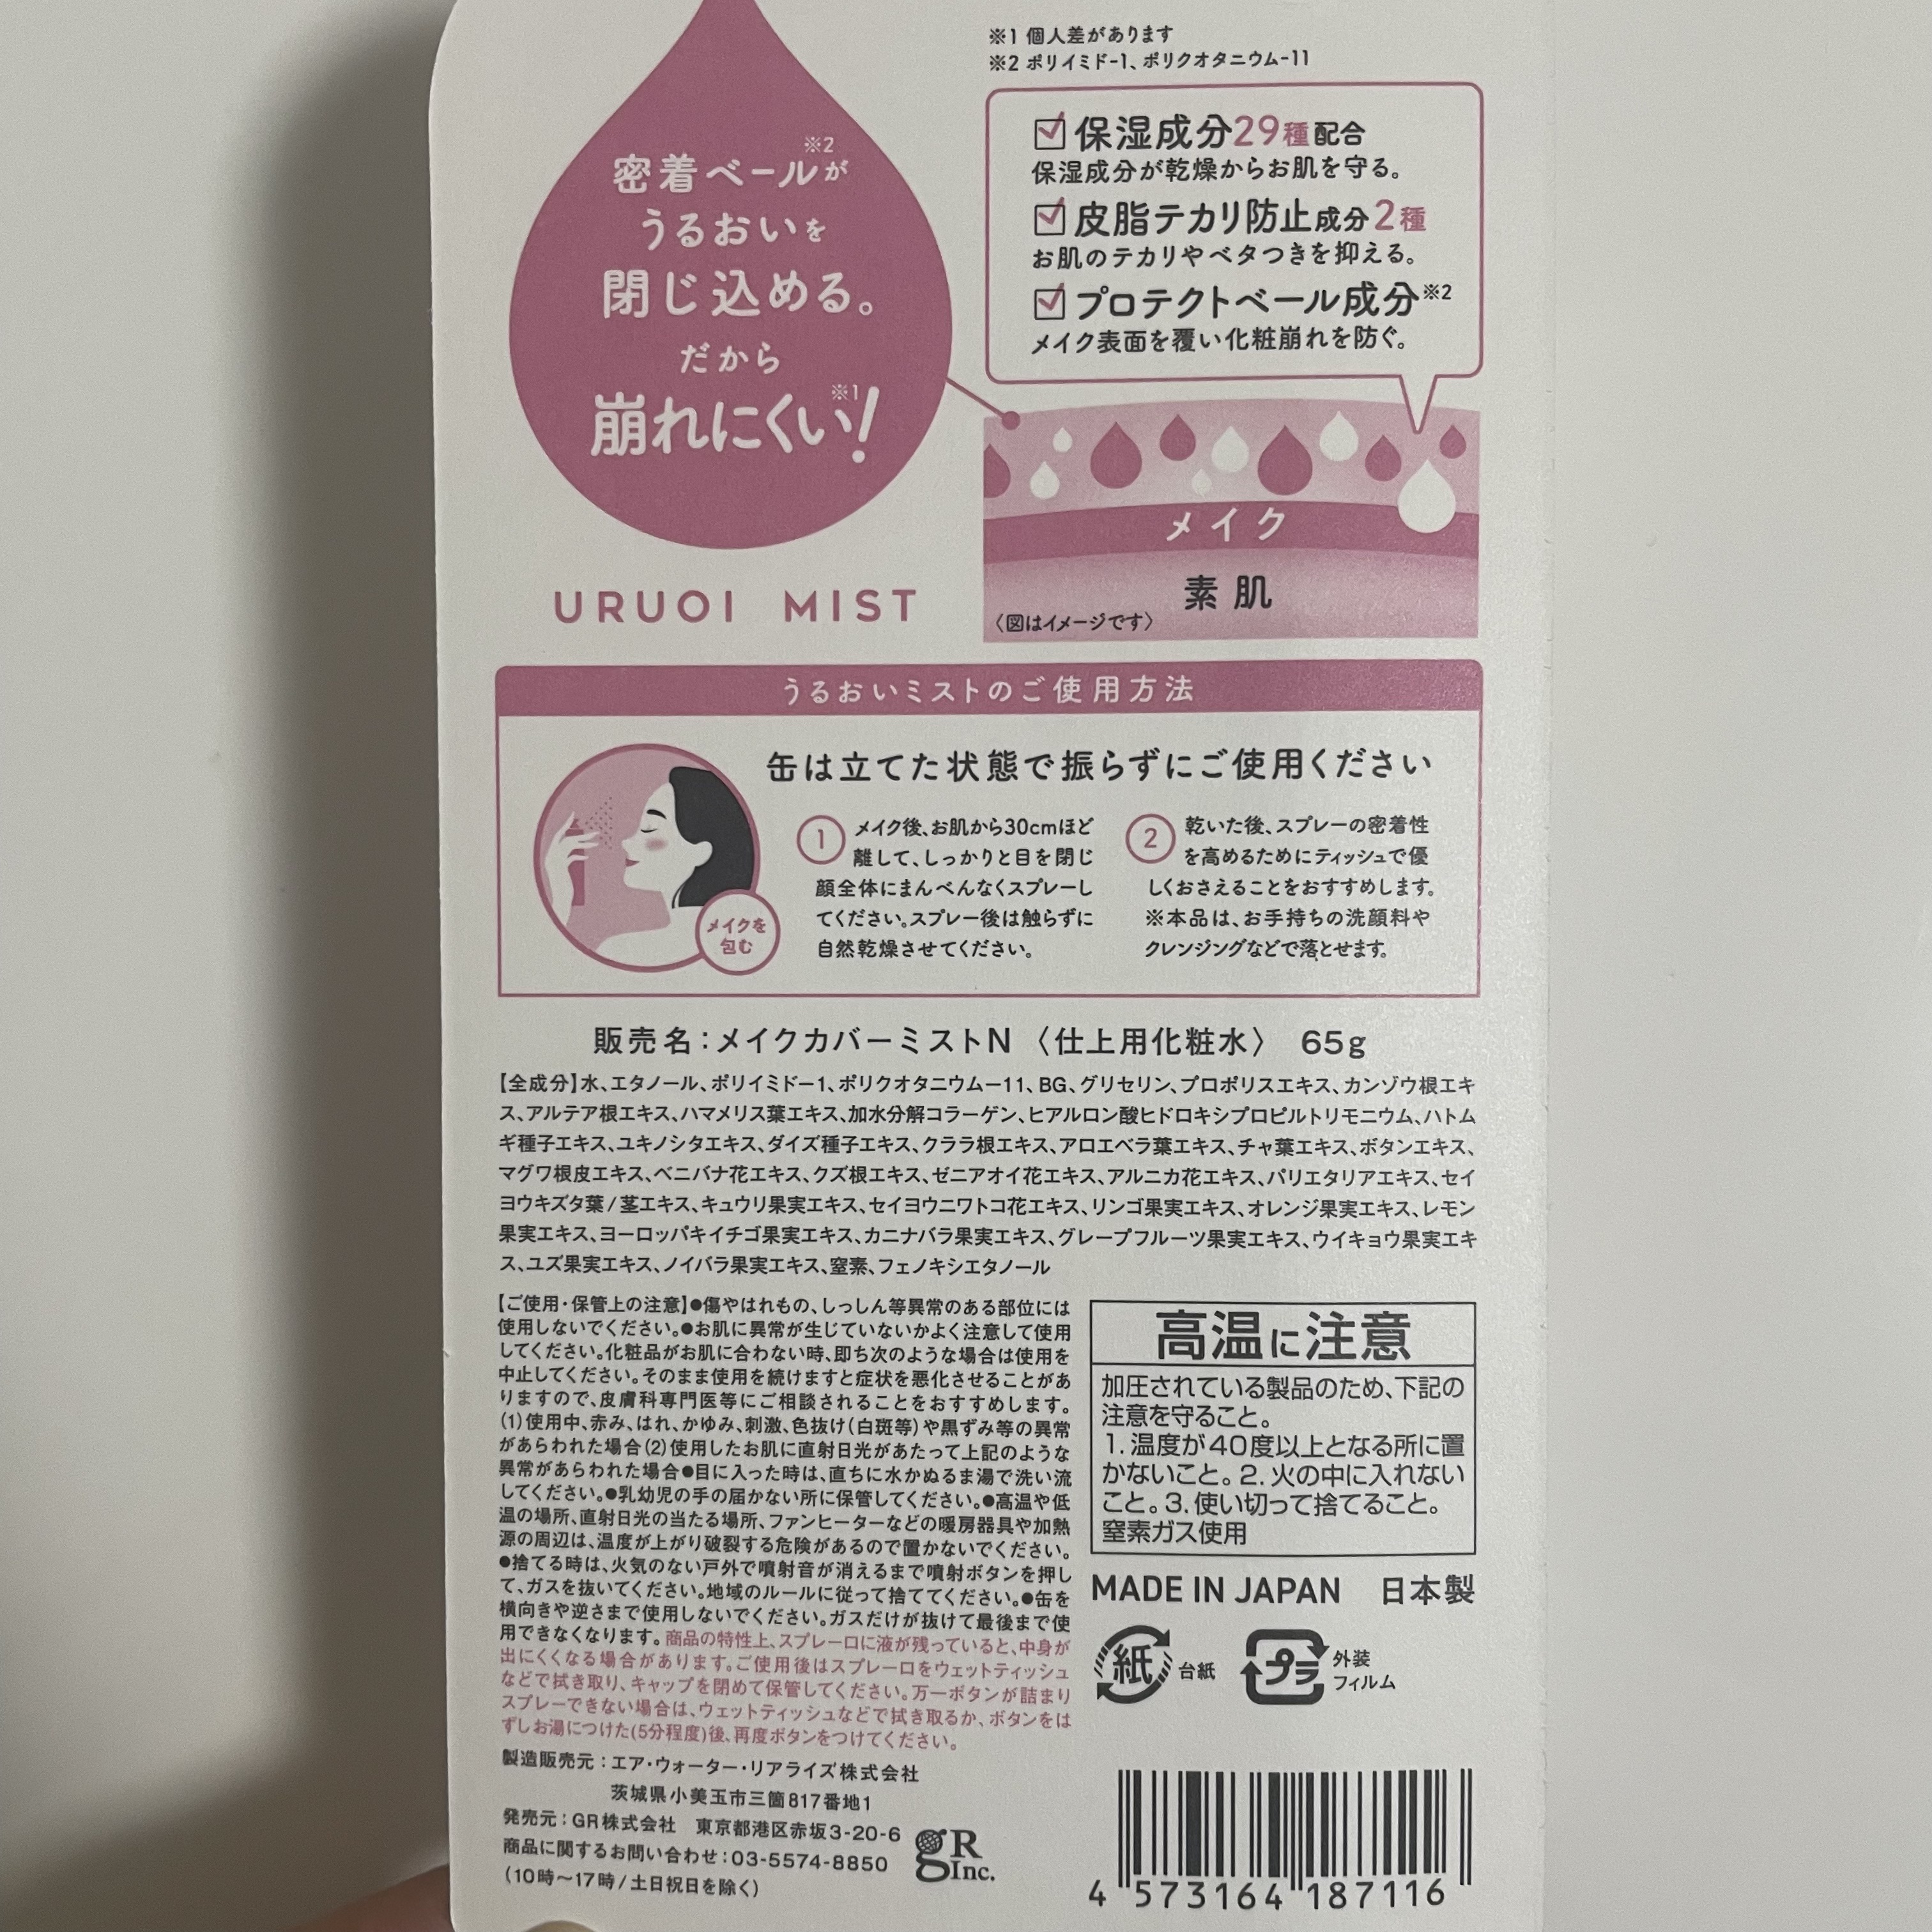 密着ベール※2が
うるおいを
閉じ込める。
だから
崩れにくい※1!
URUOI MIST
※1 個人差があります
※2 ポリイミド-1、ポリクオタニウム-11
保湿成分29種配合
保湿成分が乾燥からお肌を守る。
皮脂テカリ防止成分2種
お肌のテカリやベタつきを抑える。
プロテクトベール成分※2
メイク表面を覆い化粧崩れを防ぐ。
メイク
素肌
〈図はイメージです〉
うるおいミストのご使用方法
缶は立てた状態で振らずにご使用ください
メイクを
包む
1 メイク後、お肌から30cmほど
離して、しっかりと目を閉じ
顔全体にまんべんなくスプレーし
てください。スプレー後は触らずに
自然乾燥させてください。
2 乾いた後、スプレーの密着性
を高めるためにティッシュで優
しくおさえることをおすすめします。
※本品は、お手持ちの洗顔料や
クレンジングなどで落とせます。
販売名:メイクカバーミストN〈仕上用化粧水〉 65g
【全成分】水、エタノール、ポリイミドー1、ポリクオタニウムー11、BG、グリセリン、プロポリスエキス、カンゾウ根エキ
ス、アルテア根エキス、ハマメリス葉エキス、加水分解コラーゲン、ヒアルロン酸ヒドロキシプロピルトリモニウム、ハトム
ギ種子エキス、ユキノシタエキス、ダイズ種子エキス、クララ根エキス、アロエベラ葉エキス、チャ葉エキス、ボタンエキス、
マグワ根皮エキス、ベニバナ花エキス、クズ根エキス、ゼニアオイ花エキス、アルニカ花エキス、パリエタリアエキス、セイ
ヨウキズタ葉/茎エキス、キュウリ果実エキス、セイヨウニワトコ花エキス、リンゴ果実エキス、オレンジ果実エキス、レモン
果実エキス、ヨーロッパキイチゴ果実エキス、カニナバラ果実エキス、グレープフルーツ果実エキス、ウイキョウ果実エキ
ス、ユズ果実エキス、ノイバラ果実エキス、窒素、フェノキシエタノール
【ご使用・保管上の注意】●傷やはれもの、しっしん等異常のある部位には
使用しないでください。●お肌に異常が生じていないかよく注意して使用
してください。化粧品がお肌に合わない時、即ち次のような場合は使用を
中止してください。そのまま使用を続けますと症状を悪化させることがあ
りますので、皮膚科専門医等にご相談されることをおすすめします。
(1)使用中、赤み、はれ、かゆみ、刺激、色抜け(白斑等)や黒ずみ等の異常
があらわれた場合(2)使用したお肌に直射日光があたって上記のような
異常があらわれた場合●目に入った時は、直ちに水かぬるま湯で洗い流
してください。●乳幼児の手の届かない所に保管してください。●高温や低
温の場所、直射日光の当たる場所、ファンヒーターなどの暖房器具や加熱
源の周辺は、温度が上がり破裂する危険があるので置かないでください。
●捨てる時は、火気のない戸外で噴射音が消えるまで噴射ボタンを押し
て、ガスを抜いてください。地域のルールに従って捨ててください。●缶を
横向きや逆さまで使用しないでください。ガスだけが抜けて最後まで使
用できなくなります。商品の特性上、スプレー口に液が残っていると、中身が
出にくくなる場合があります。ご使用後はスプレー口をウェットティッシュ
などで拭き取り、キャップを閉めて保管してください。万一ボタンが詰まり
スプレーできない場合は、ウェットティッシュなどで拭き取るか、ボタンをは
ずしお湯につけた(5分程度)後、再度ボタンをつけてください。
製造販売元:エア・ウォーター・リアライズ株式会社
茨城県小美玉市三箇817番地1
発売元:GR株式会社 東京都港区赤坂3-20-6
商品に関するお問い合わせ:03-5574-8850
(10時〜17時/土日祝日を除く)
gR
Inc.
高温に注意
加圧されている製品のため、下記の
注意を守ること。
1. 温度が40度以上となる所に置
かないこと。2. 火の中に入れない
こと。3. 使い切って捨てること。
窒素ガス使用
MADE IN JAPAN 日本製
紙 台紙
プラ 外装
フィルム
4 573164 187116